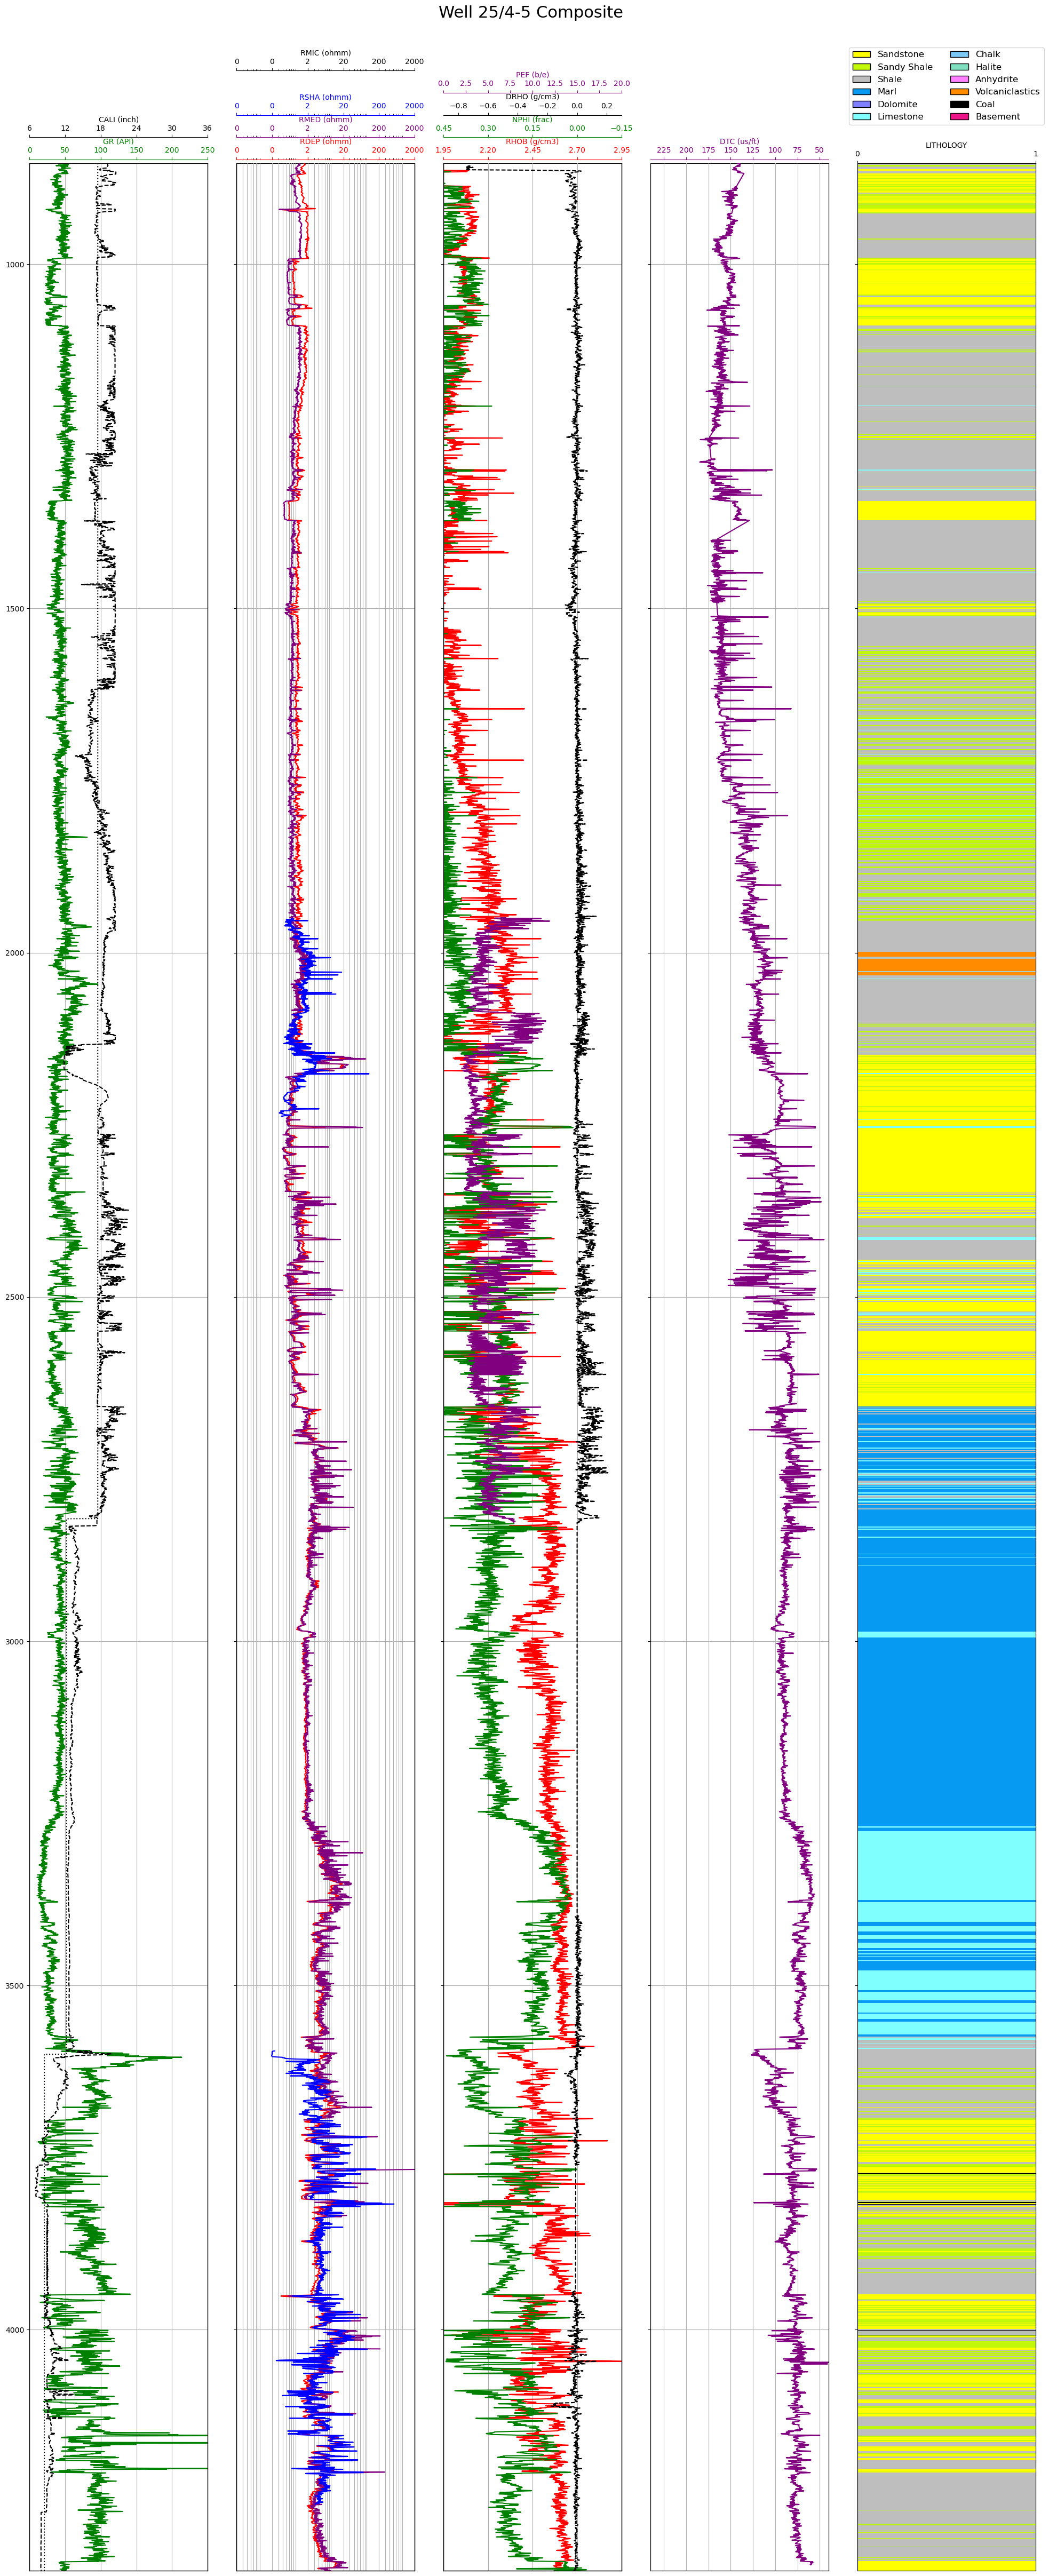 Well 25/4-5 Composite
RMIC (ohmm)
0 0 2 20 200 2000
RSHA (ohmm)
0 0 2 20 200 2000
RMED (ohmm)
0 0 2 20 200 2000
RDEP (ohmm)
0 0 2 20 200 2000
PEF (b/e)
0.0 2.5 5.0 7.5 10.0 12.5 15.0 17.5 20.0
DRHO (g/cm3)
−0.8 −0.6 −0.4 −0.2 0.0 0.2
NPHI (frac)
0.45 0.30 0.15 0.00 −0.15
RHOB (g/cm3)
1.95 2.20 2.45 2.70 2.95
CALI (inch)
6 12 18 24 30 36
GR (API)
0 50 100 150 200 250
DTC (us/ft)
225 200 175 150 125 100 75 50
Sandstone
Sandy Shale
Shale
Marl
Dolomite
Limestone
Chalk
Halite
Anhydrite
Volcaniclastics
Coal
Basement
LITHOLOGY
0 1
1000
1500
2000
2500
3000
3500
4000